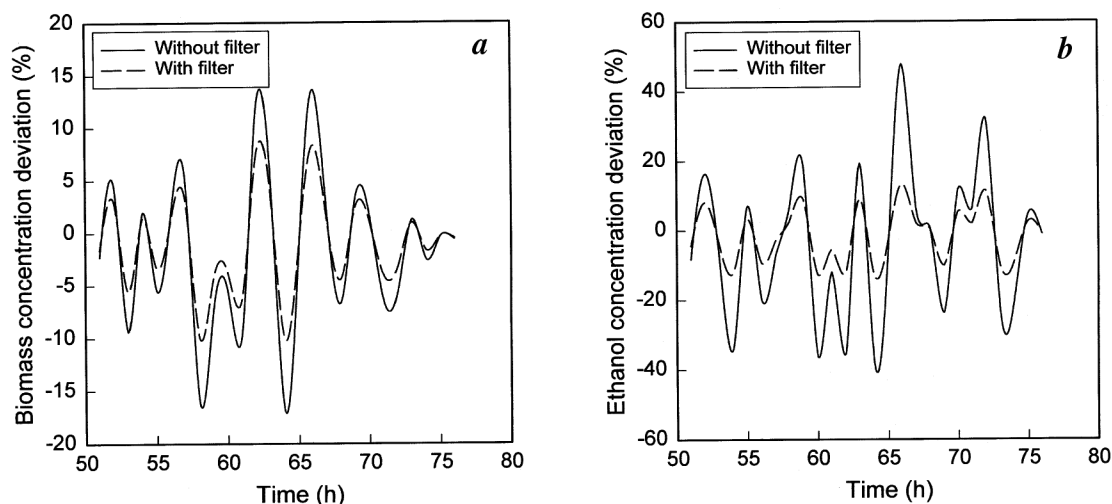 a
Without filter
With filter
Biomass concentration deviation (%)
20
15
10
5
0
-5
-10
-15
-20
50 55 60 65 70 75 80
Time (h)
b
Without filter
With filter
Ethanol concentration deviation (%)
60
40
20
0
-20
-40
-60
50 55 60 65 70 75 80
Time (h)